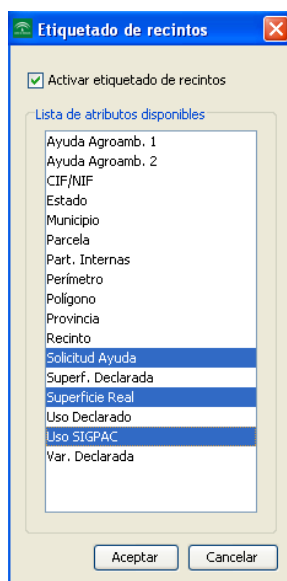 Etiquetado de recintos
Activar etiquetado de recintos
Lista de atributos disponibles
Ayuda Agroamb. 1
Ayuda Agroamb. 2
CIF/NIF
Estado
Municipio
Parcela
Part. Internas
Perímetro
Polígono
Provincia
Recinto
Solicitud Ayuda
Superf. Declarada
Superficie Real
Uso Declarado
Uso SIGPAC
Var. Declarada
Aceptar Cancelar